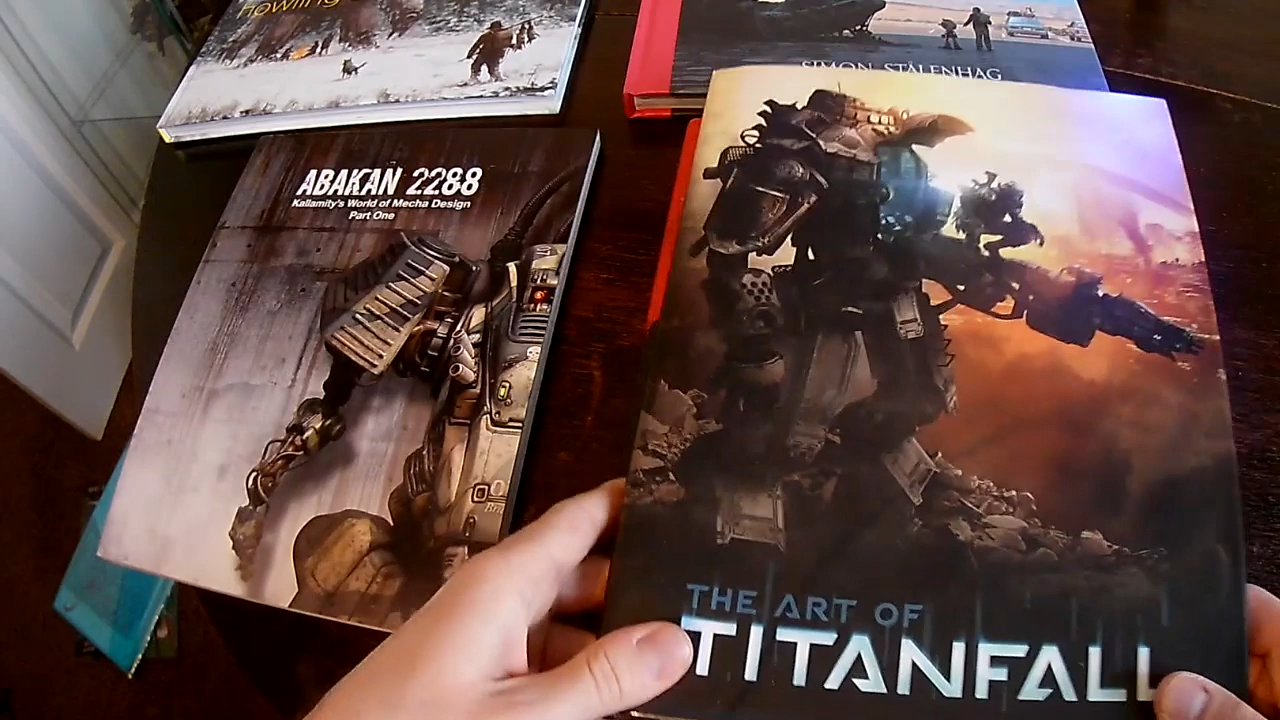 Howling
SIMON STÅLENHAG
ABAKAN 2288
Kallamity's World of Mecha Design
Part One
THE ART OF
TITANFALL